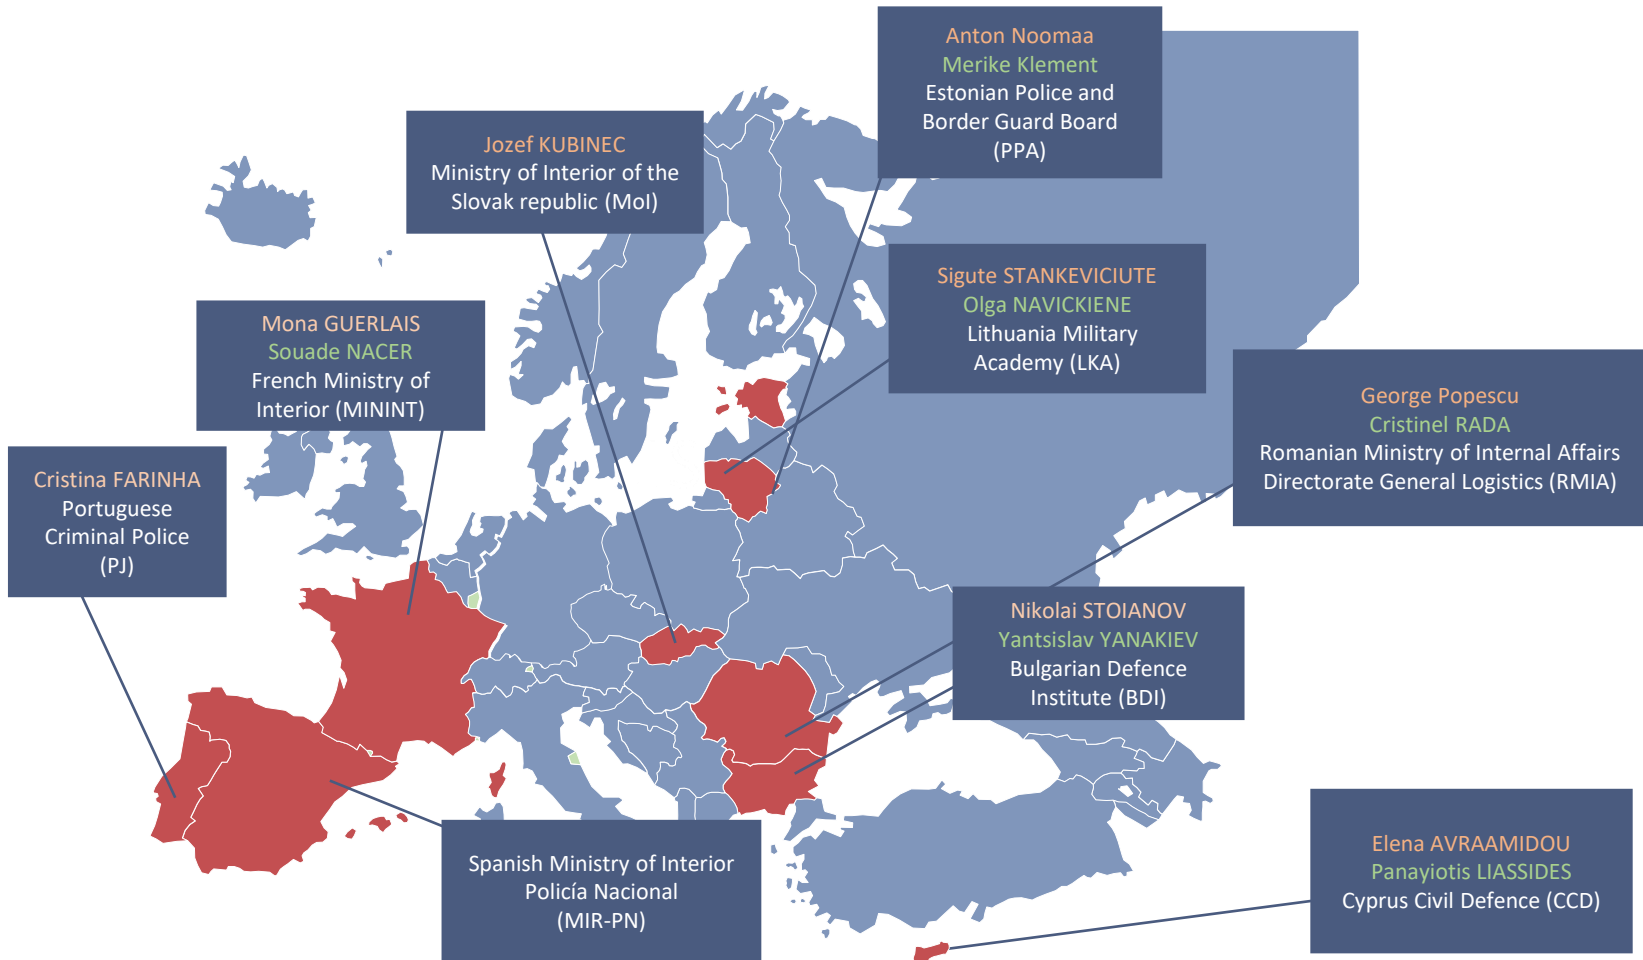 Anton Noomaa
Merike Klement
Estonian Police and
Border Guard Board
(PPA)
Jozef KUBINEC
Ministry of Interior of the
Slovak republic (MoI)
Sigute STANKEVICIUTE
Olga NAVICKIENE
Lithuania Military
Academy (LKA)
Mona GUERLAIS
Souade NACER
French Ministry of
Interior (MININT)
George Popescu
Cristinel RADA
Romanian Ministry of Internal Affairs
Directorate General Logistics (RMIA)
Cristina FARINHA
Portuguese
Criminal Police
(PJ)
Nikolai STOIANOV
Yantsislav YANAKIEV
Bulgarian Defence
Institute (BDI)
Spanish Ministry of Interior
Policía Nacional
(MIR-PN)
Elena AVRAAMIDOU
Panayiotis LIASSIDES
Cyprus Civil Defence (CCD)